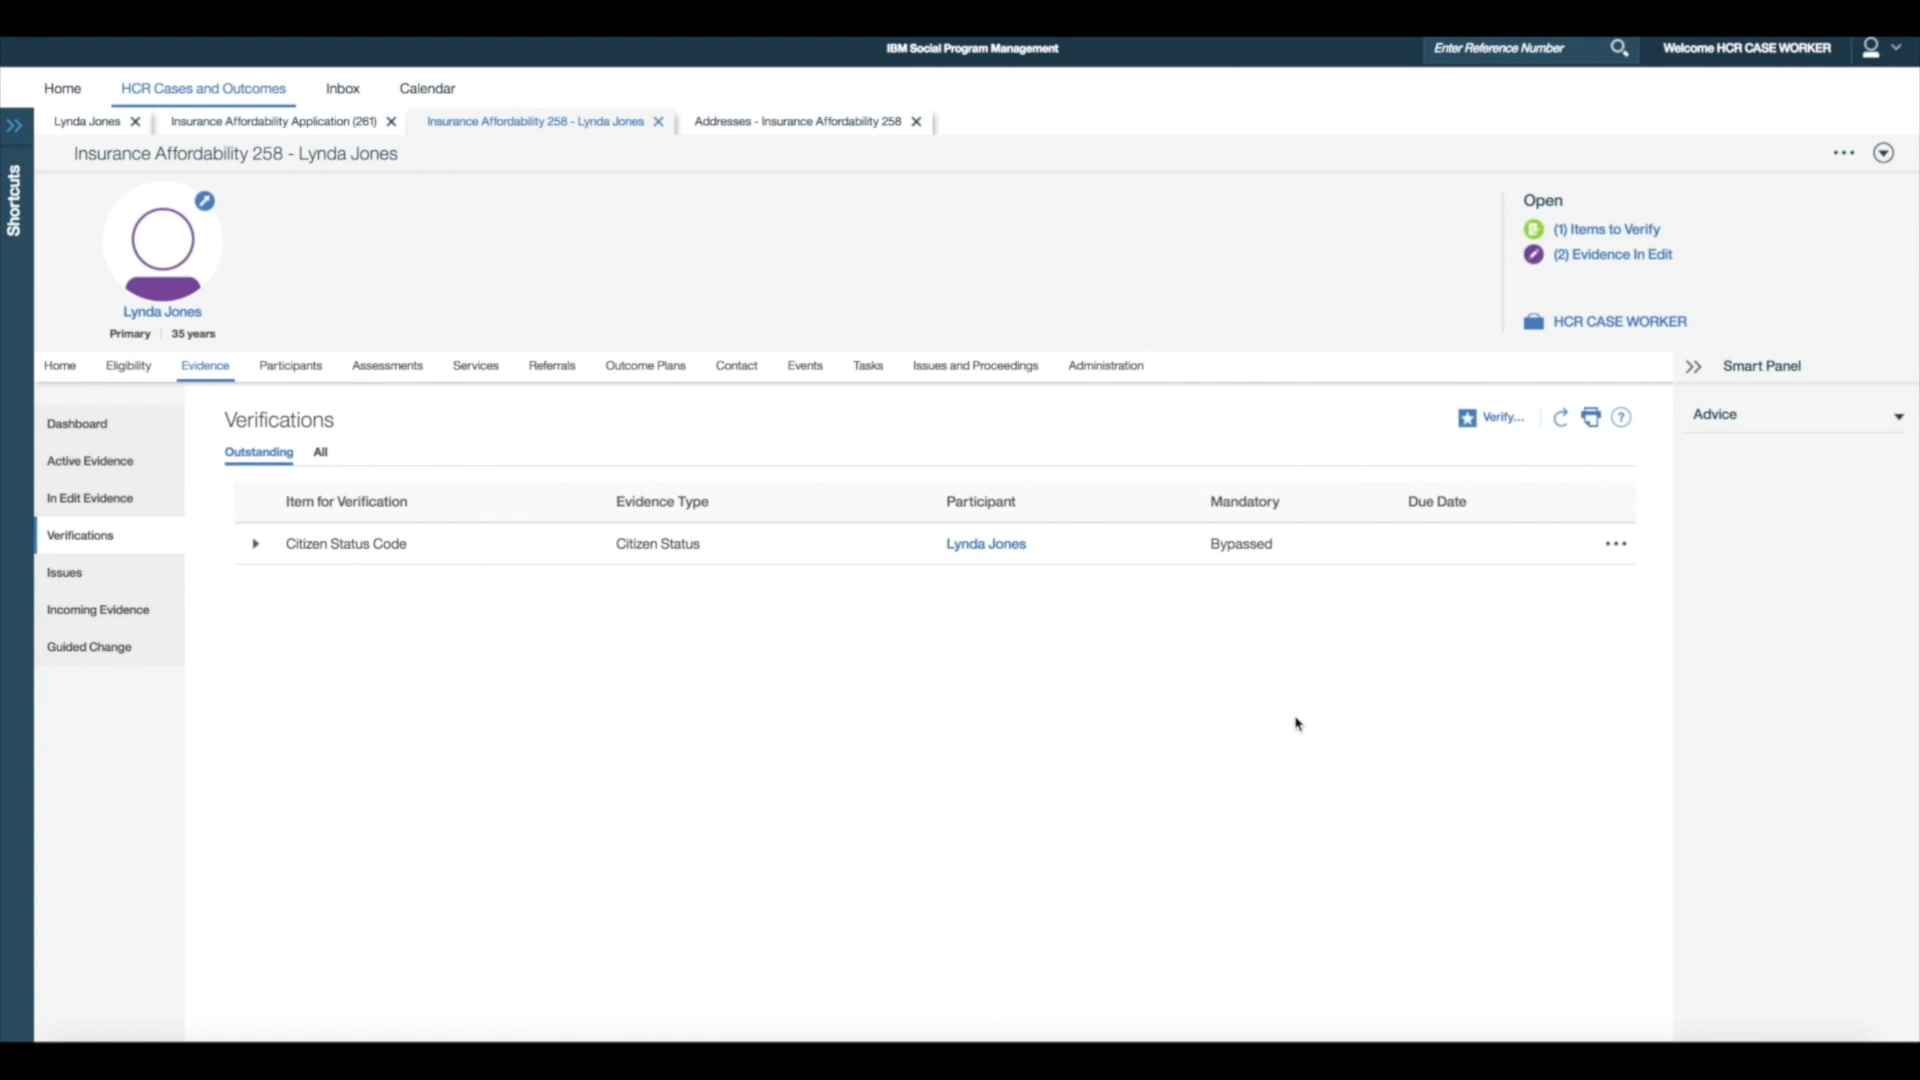 IBM Social Program Management
Enter Reference Number
Welcome HCR CASE WORKER
Home HCR Cases and Outcomes Inbox Calendar
Lynda Jones Insurance Affordability Application (261) Insurance Affordability 258 - Lynda Jones Addresses - Insurance Affordability 258
Shortcuts
Insurance Affordability 258 - Lynda Jones
Lynda Jones
Primary 35 years
Open
(1) Items to Verify
(2) Evidence In Edit
HCR CASE WORKER
Home Eligibility Evidence Participants Assessments Services Referrals Outcome Plans Contact Events Tasks Issues and Proceedings Administration
Smart Panel
Advice
Dashboard
Active Evidence
In Edit Evidence
Verifications
Issues
Incoming Evidence
Guided Change
Verifications
Verify...
?
Outstanding All
Item for Verification Evidence Type Participant Mandatory Due Date
Citizen Status Code Citizen Status Lynda Jones Bypassed